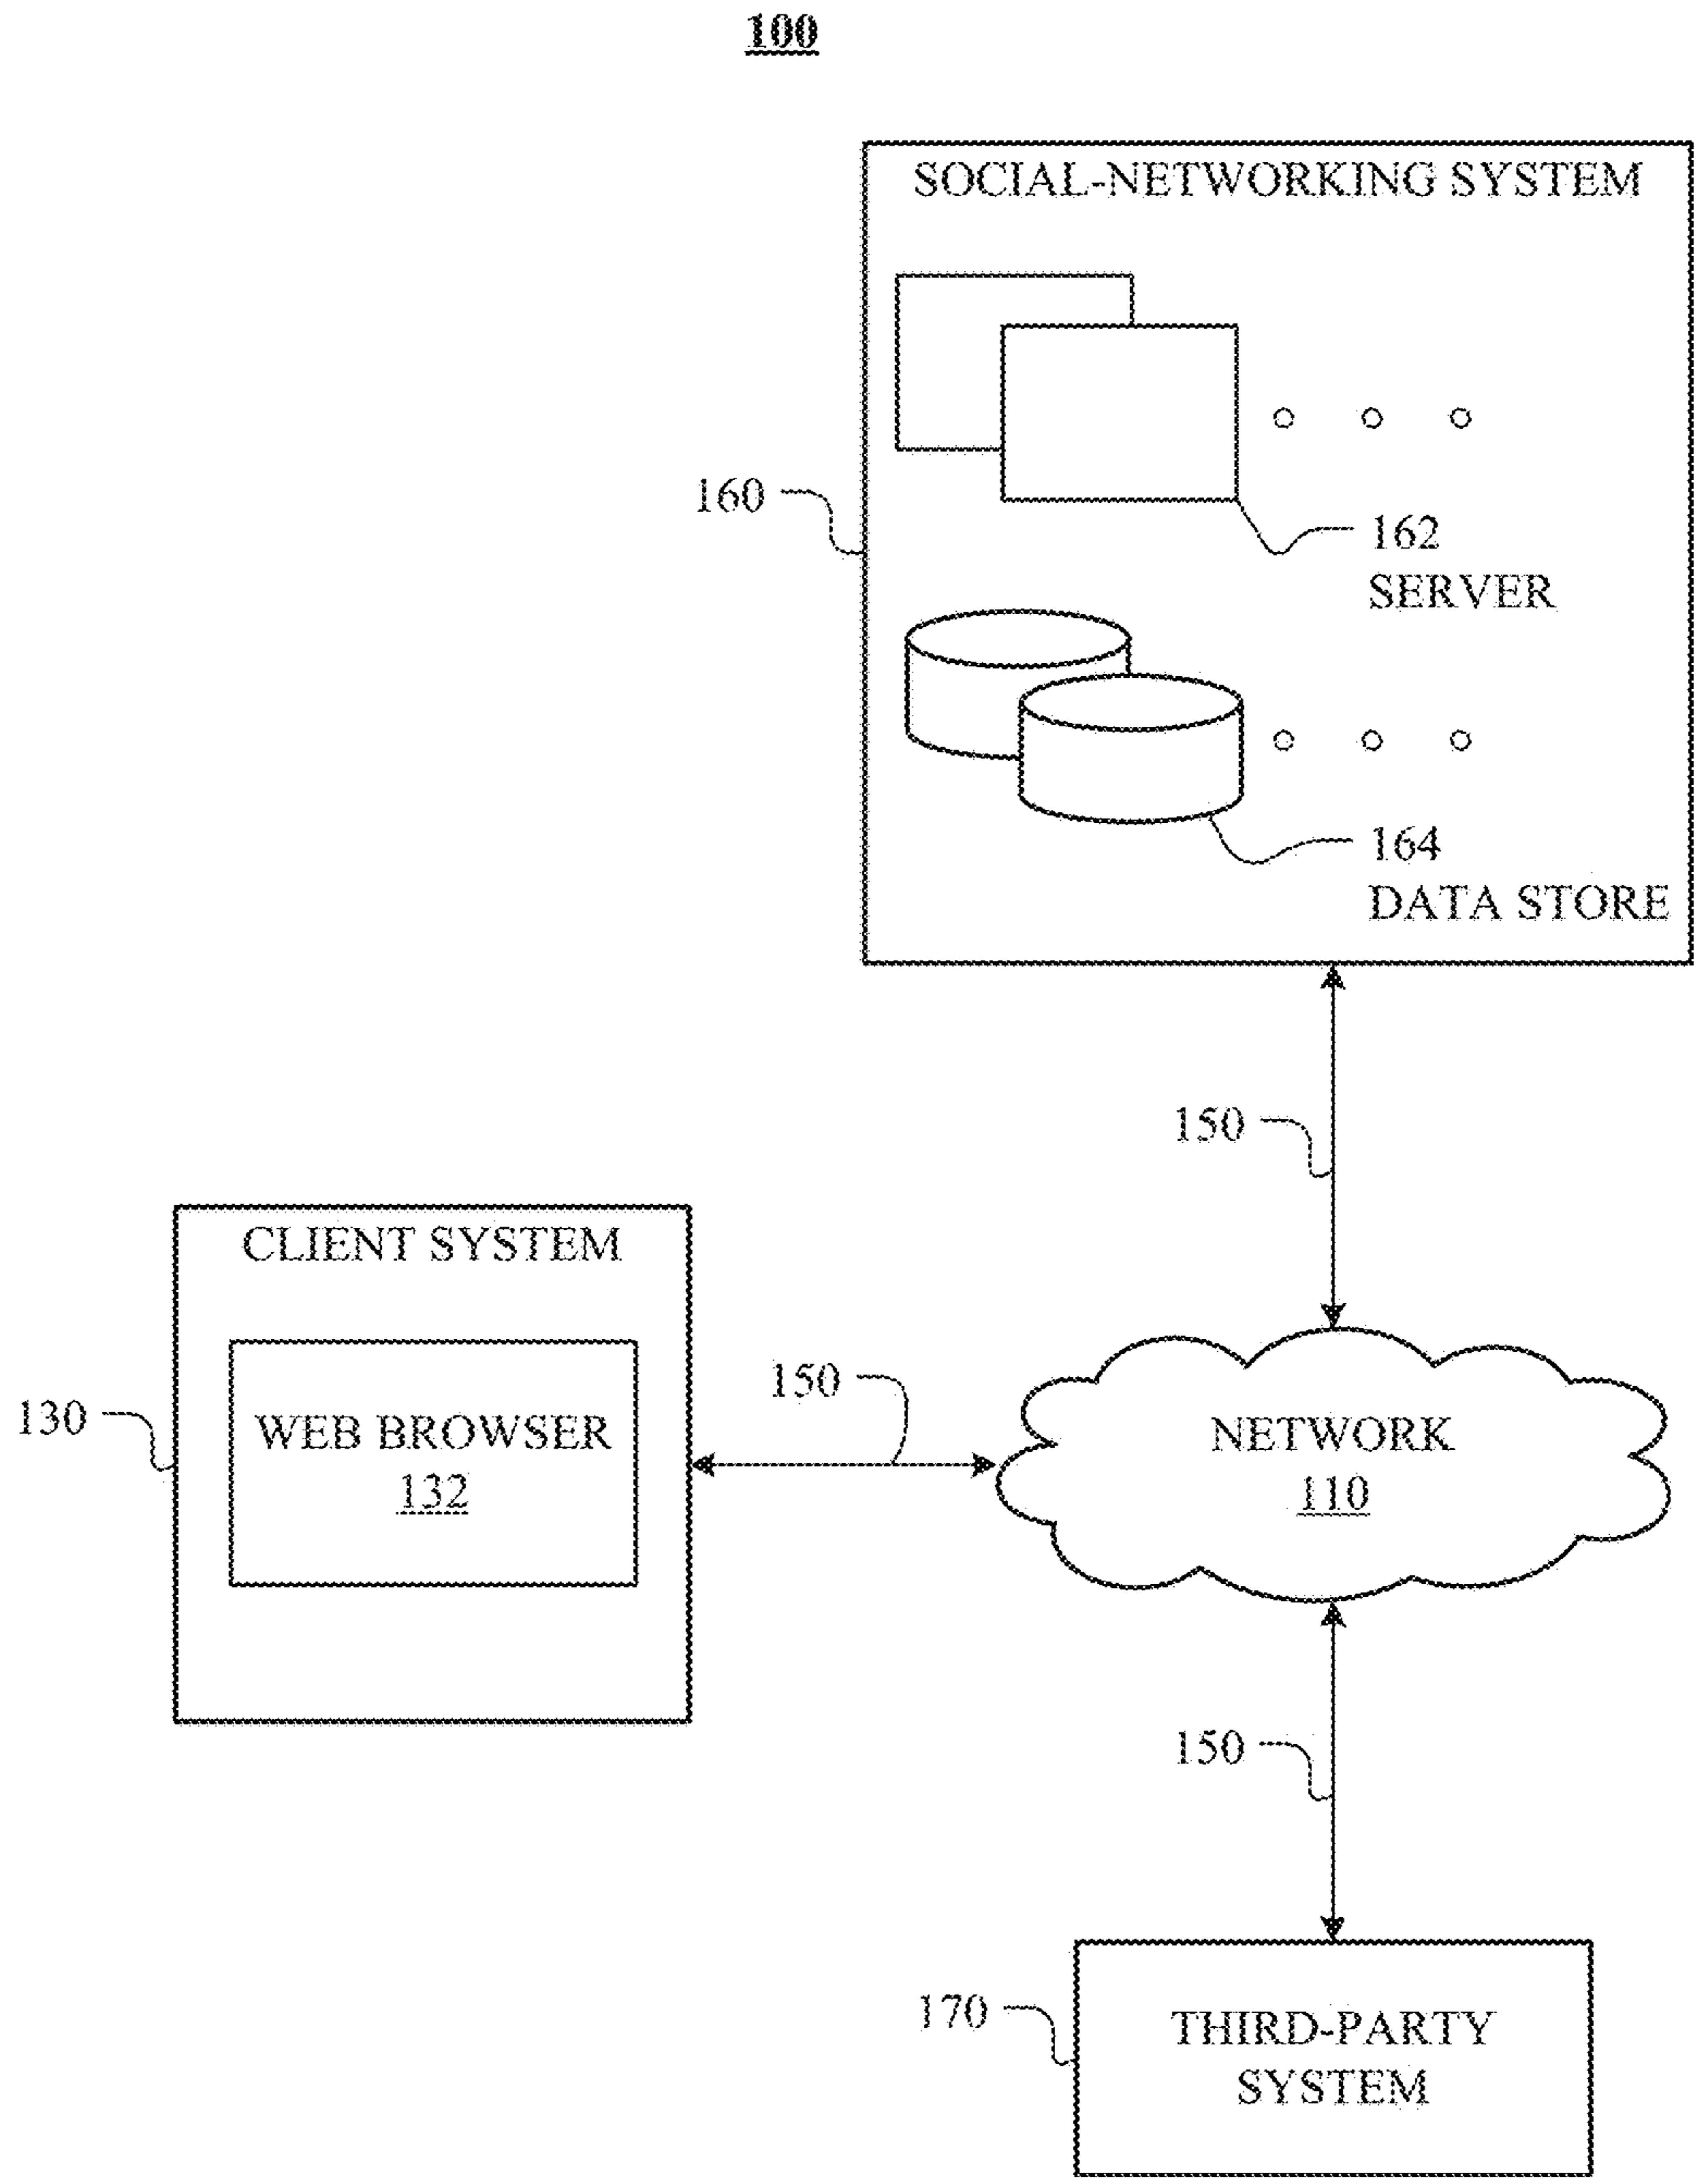 100
SOCIAL-NETWORKING SYSTEM
160
162
SERVER
164
DATA STORE
150
CLIENT SYSTEM
130
WEB BROWSER
132
150
NETWORK
110
150
170
THIRD-PARTY
SYSTEM